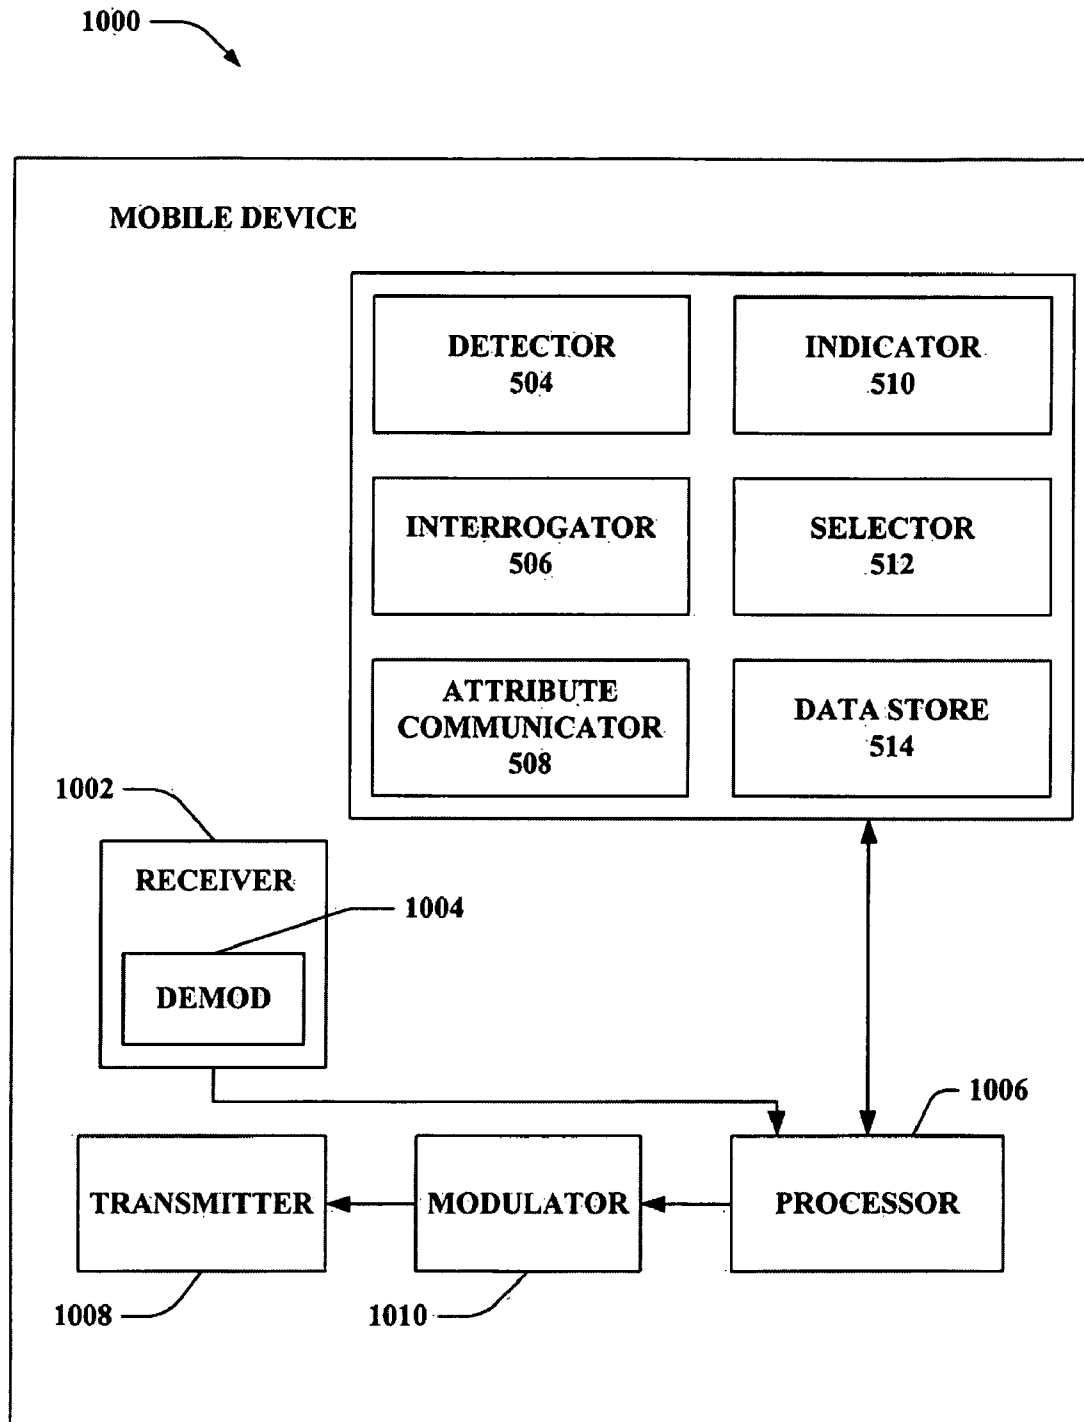 1000
MOBILE DEVICE
DETECTOR
504
INDICATOR
510
INTERROGATOR
506
SELECTOR
512
ATTRIBUTE
COMMUNICATOR
508
DATA STORE
514
1002
RECEIVER
1004
DEMOD
1006
TRANSMITTER
MODULATOR
PROCESSOR
1008
1010